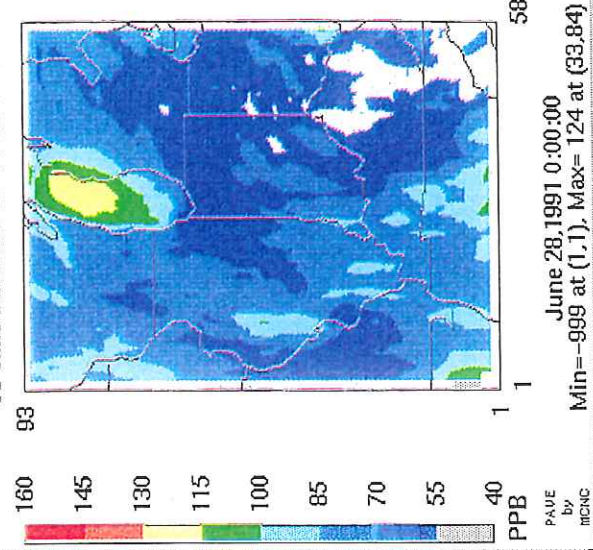 93
1
1
58
160
145
130
115
100
85
70
55
40
PPB
PAVE
by
MCNC
June 28,1991 0:00:00
Min=-999 at (1,1), Max= 124 at (33,84)